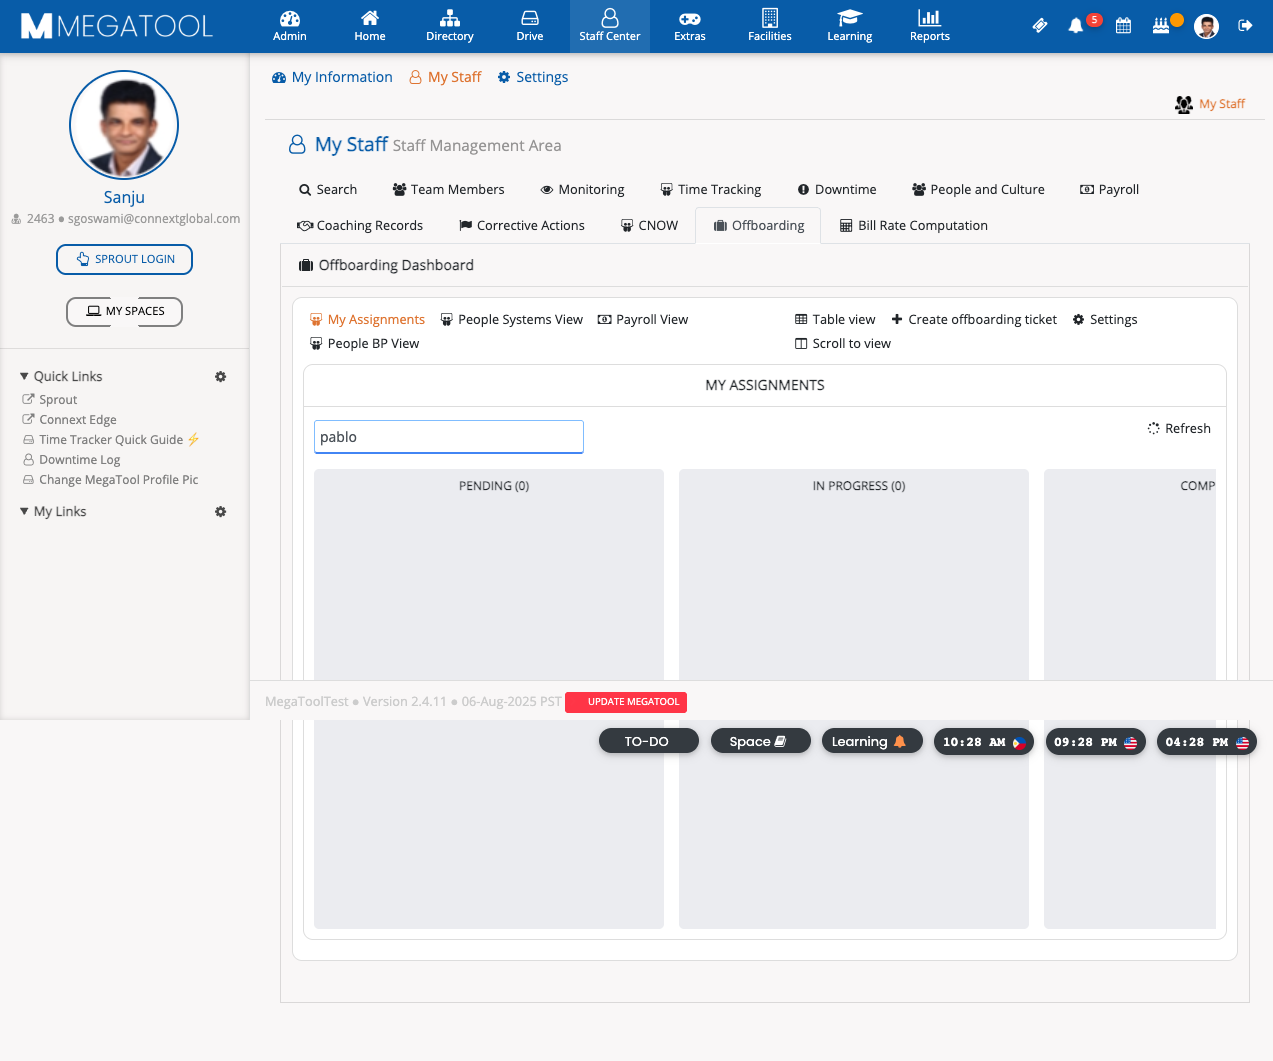 MEGATOOL
Admin
Home
Directory
Drive
Staff Center
Extras
Facilities
Learning
Reports
5
My Information
My Staff
Settings
My Staff
Sanju
2463 ● sgoswami@connextglobal.com
SPROUT LOGIN
MY SPACES
▼ Quick Links
Sprout
Connext Edge
Time Tracker Quick Guide ⚡
Downtime Log
Change MegaTool Profile Pic
▼ My Links
My Staff Staff Management Area
Search
Team Members
Monitoring
Time Tracking
Downtime
People and Culture
Payroll
Coaching Records
Corrective Actions
CNOW
Offboarding
Bill Rate Computation
Offboarding Dashboard
My Assignments
People Systems View
Payroll View
People BP View
Table view
Create offboarding ticket
Settings
Scroll to view
MY ASSIGNMENTS
pablo
Refresh
PENDING (0)
IN PROGRESS (0)
COMP
MegaToolTest ● Version 2.4.11 ● 06-Aug-2025 PST
UPDATE MEGATOOL
TO-DO
Space
Learning
10:28 AM
09:28 PM
04:28 PM